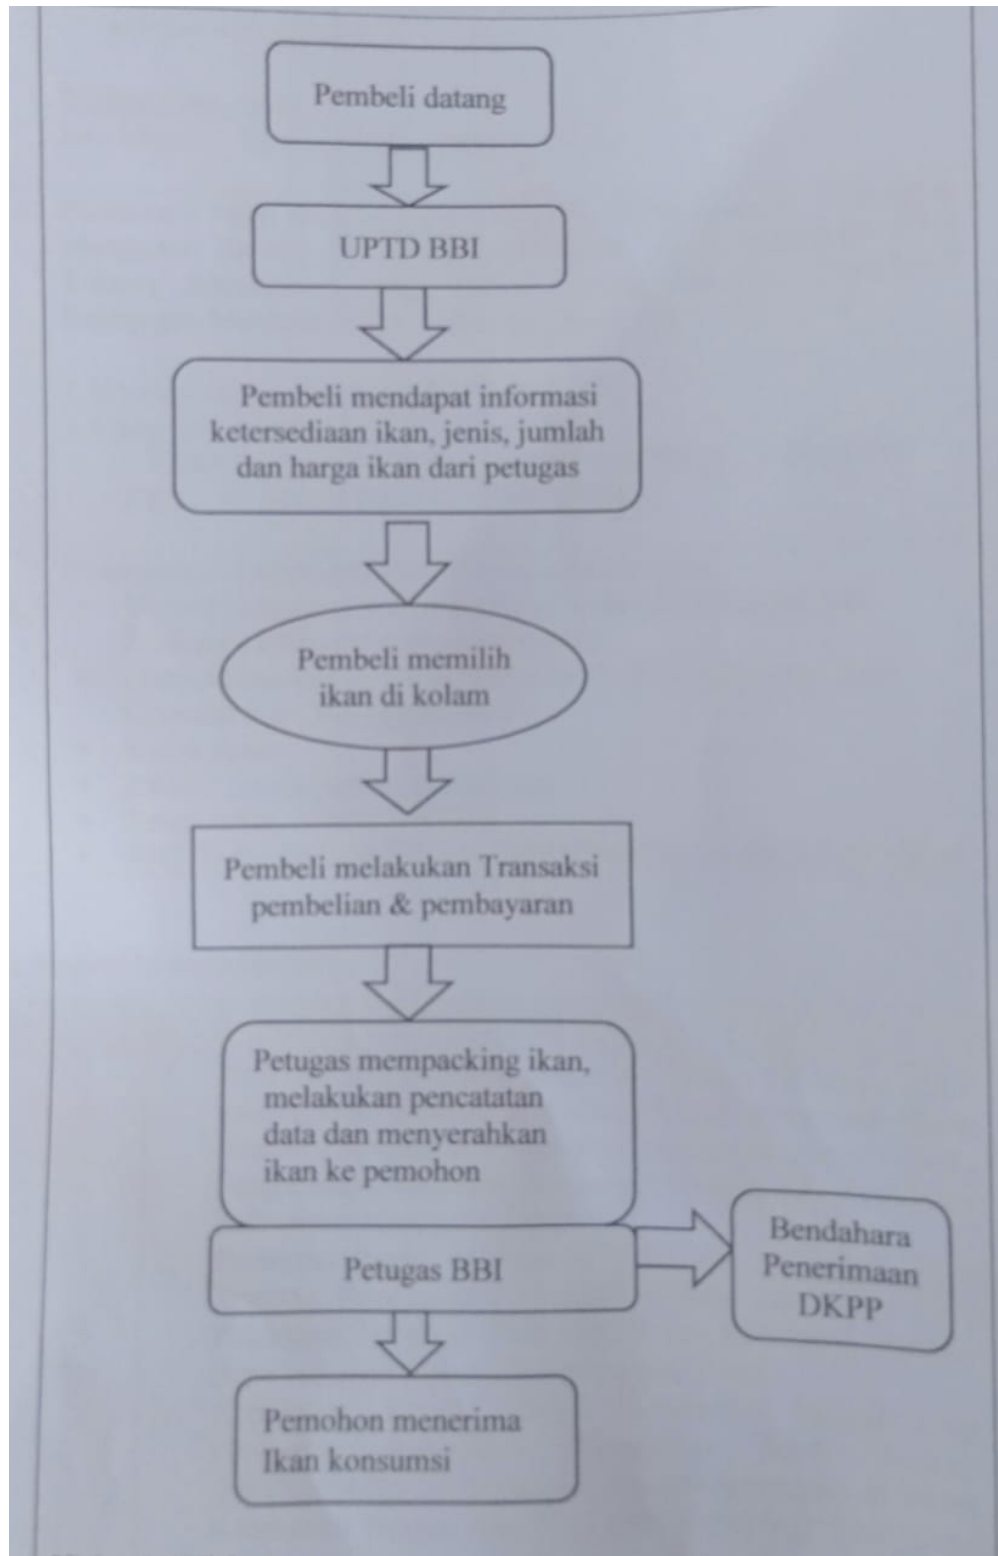 Pembeli datang
UPTD BBI
Pembeli mendapat informasi
ketersediaan ikan, jenis, jumlah
dan harga ikan dari petugas
Pembeli memilih
ikan di kolam
Pembeli melakukan Transaksi
pembelian & pembayaran
Petugas mempacking ikan,
melakukan pencatatan
data dan menyerahkan
ikan ke pemohon
Petugas BBI
Bendahara
Penerimaan
DKPP
Pemohon menerima
Ikan konsumsi